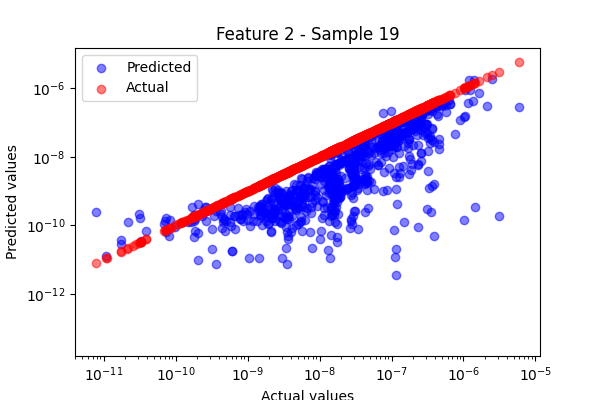 Feature 2 - Sample 19
Predicted
Actual
Predicted values
10⁻⁶
10⁻⁸
10⁻¹⁰
10⁻¹²
10⁻¹¹ 10⁻¹⁰ 10⁻⁹ 10⁻⁸ 10⁻⁷ 10⁻⁶ 10⁻⁵
Actual values